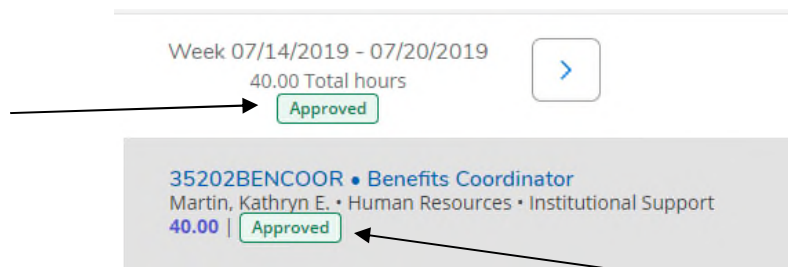 Week 07/14/2019 - 07/20/2019
40.00 Total hours
Approved
35202BENCOOR • Benefits Coordinator
Martin, Kathryn E. • Human Resources • Institutional Support
40.00 | Approved